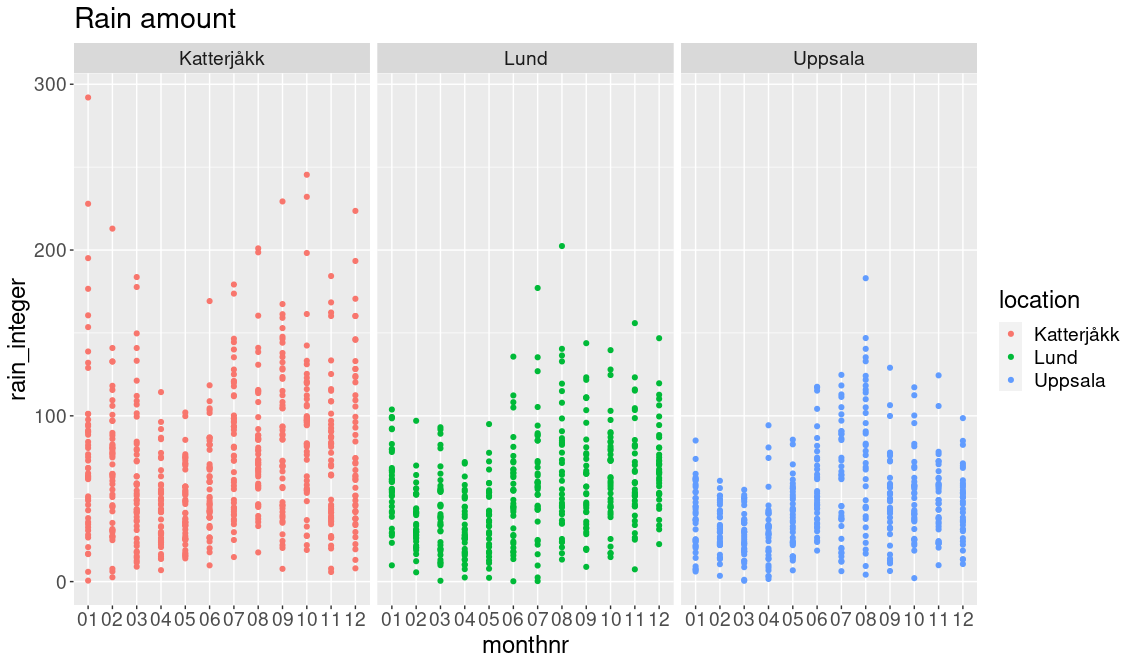 Rain amount
Katterjåkk Lund Uppsala
300
200
100
0
rain_integer
01 02 03 04 05 06 07 08 09 10 11 12 01 02 03 04 05 06 07 08 09 10 11 12 01 02 03 04 05 06 07 08 09 10 11 12
monthnr
location
Katterjåkk
Lund
Uppsala